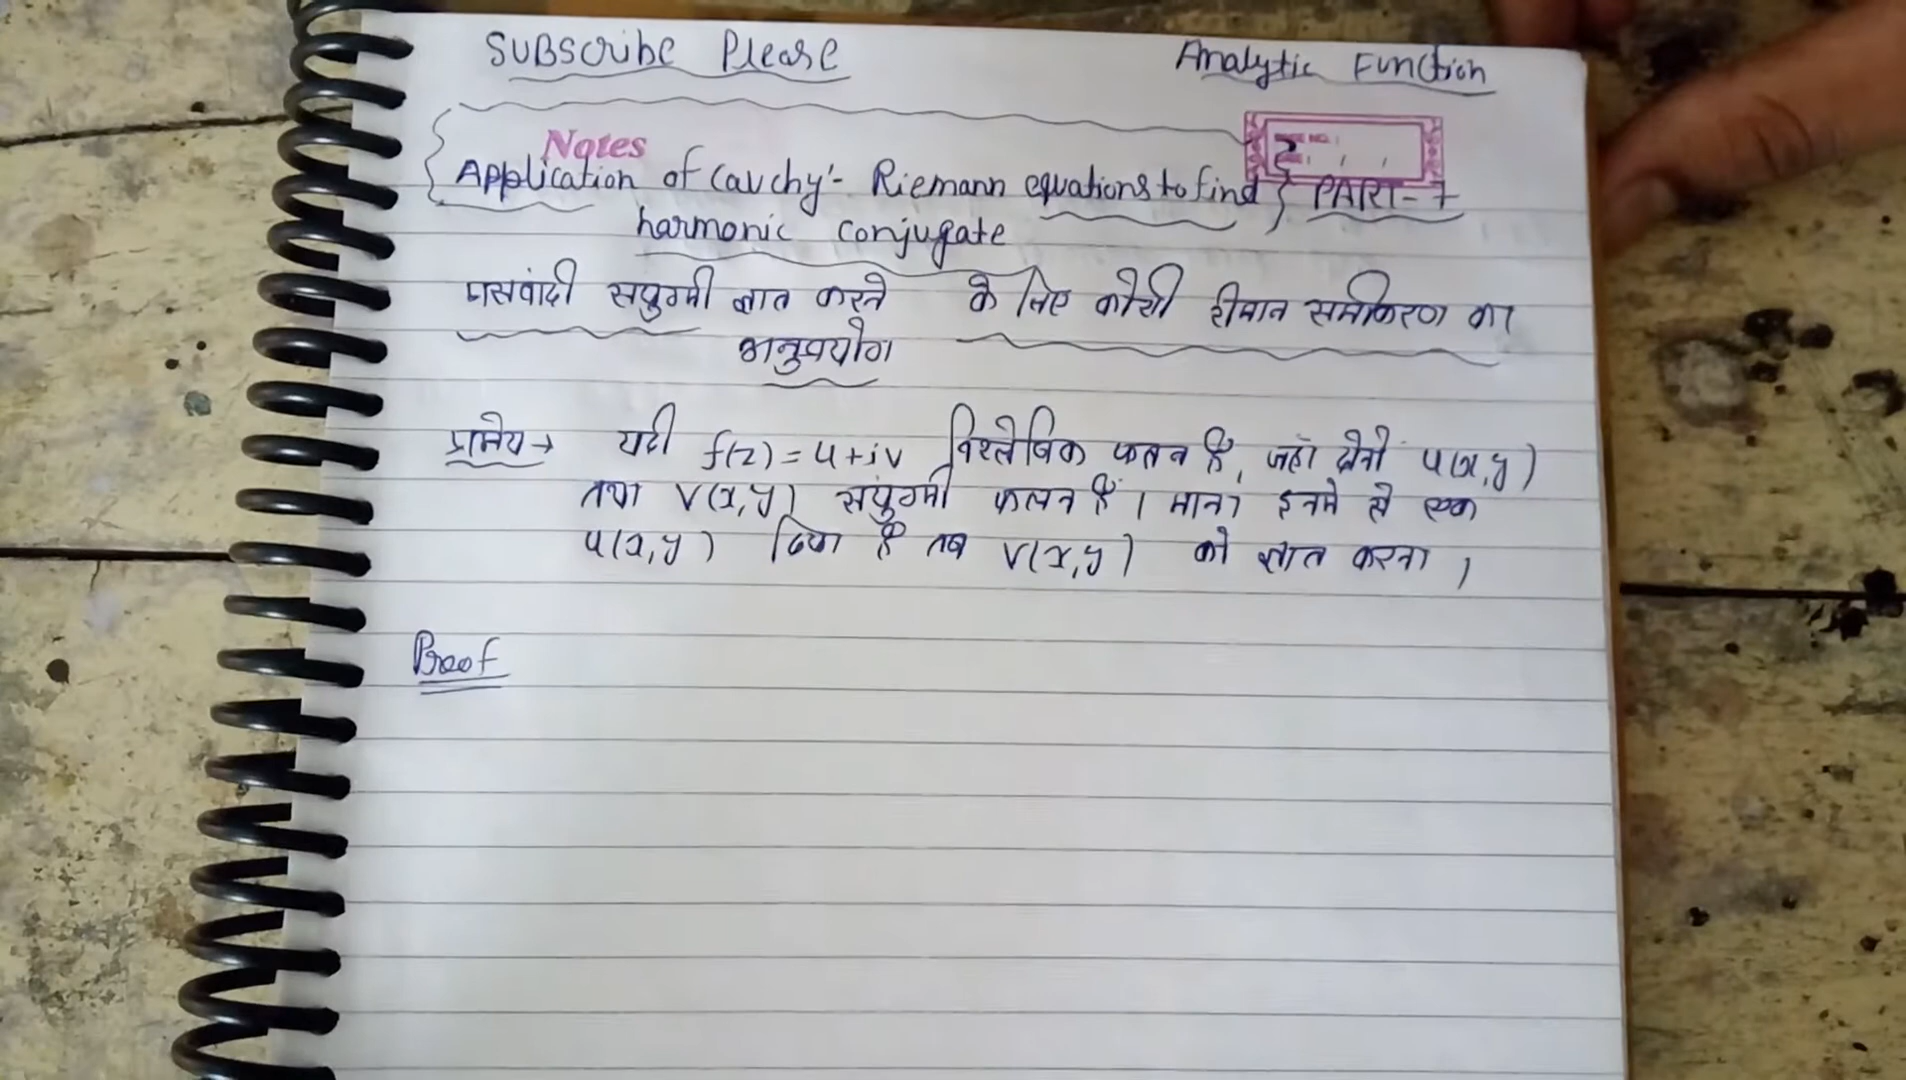 SUBScribe Please
Analytic Function
Notes
Application of Cauchy'- Riemann equations to find
PART-7
harmonic conjugate
प्रसंवादी संयुग्मी ज्ञात करने के लिए कोशी रीमान समीकरण का
अनुप्रयोग
प्रमेय → यदी f(z) = u+iv विश्लेषिक फलन है, जहाँ दोनों u(x,y)
तथा v(x,y) संयुग्मी फलन हैं। माना इनमे से एक
u(x,y) दिया है तब v(x,y) को ज्ञात करना।
Proof